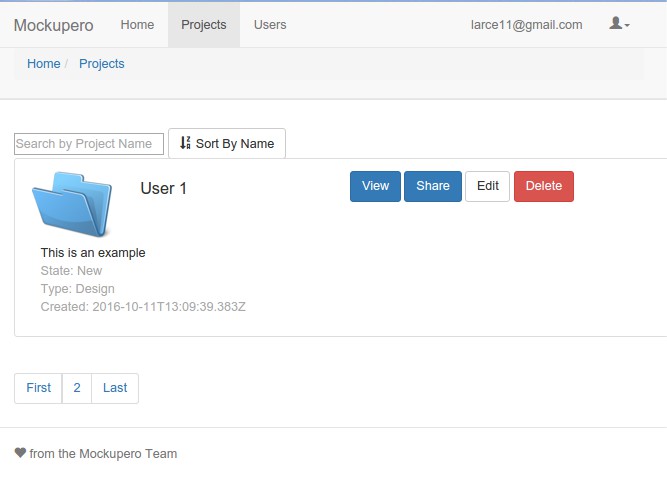 Mockupero Home Projects Users larce11@gmail.com
Home / Projects
Search by Project Name Sort By Name
User 1 View Share Edit Delete
This is an example
State: New
Type: Design
Created: 2016-10-11T13:09:39.383Z
First 2 Last
from the Mockupero Team